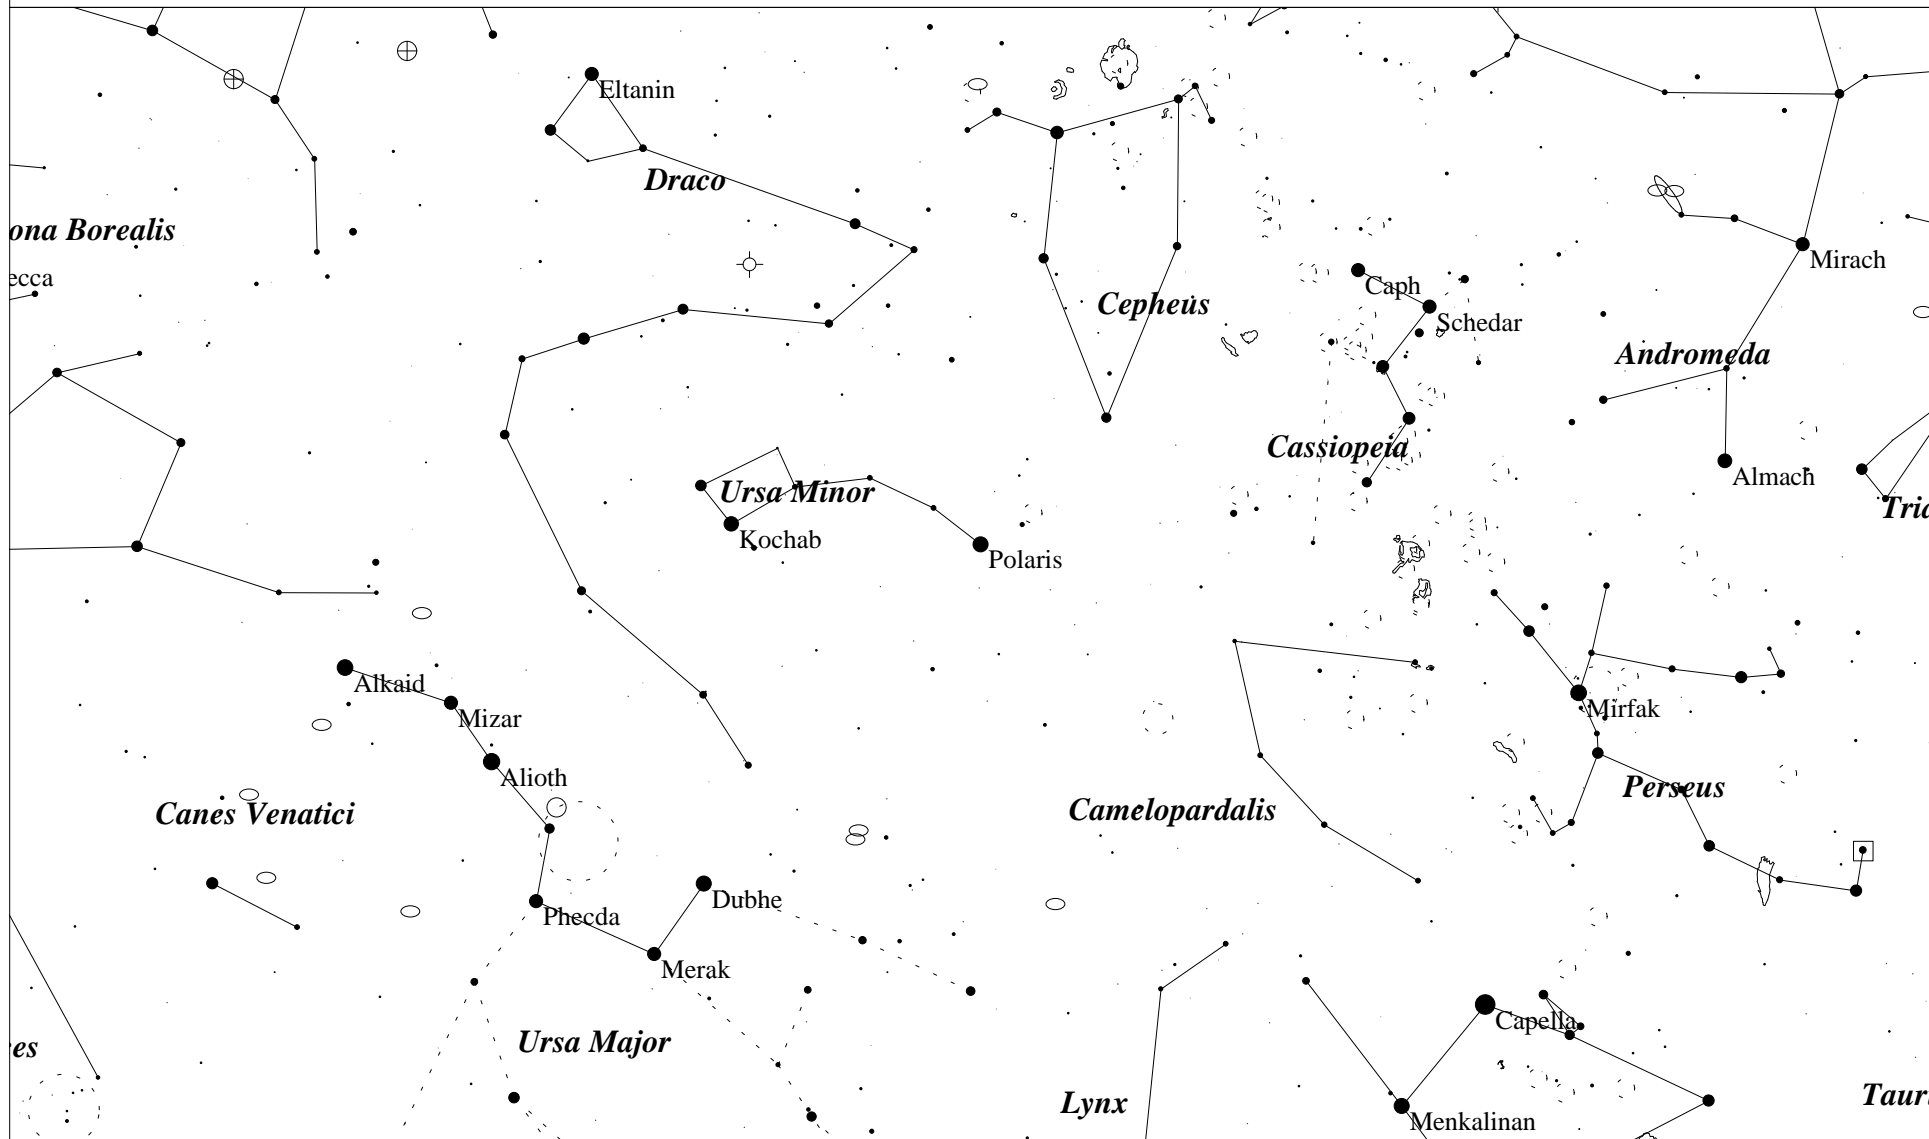 Eltanin
Draco
ona Borealis
Mirach
ecca
Caph
Cepheus
Schedar
Andromeda
Cassiopeia
Almach
Ursa Minor
Tria
Kochab
Polaris
Alkaid
Mizar
Mirfak
Alioth
Perseus
Canes Venatici
Camelopardalis
Dubhe
Phecda
Merak
Capella
Ursa Major
es
Lynx
Taur
Menkalinan